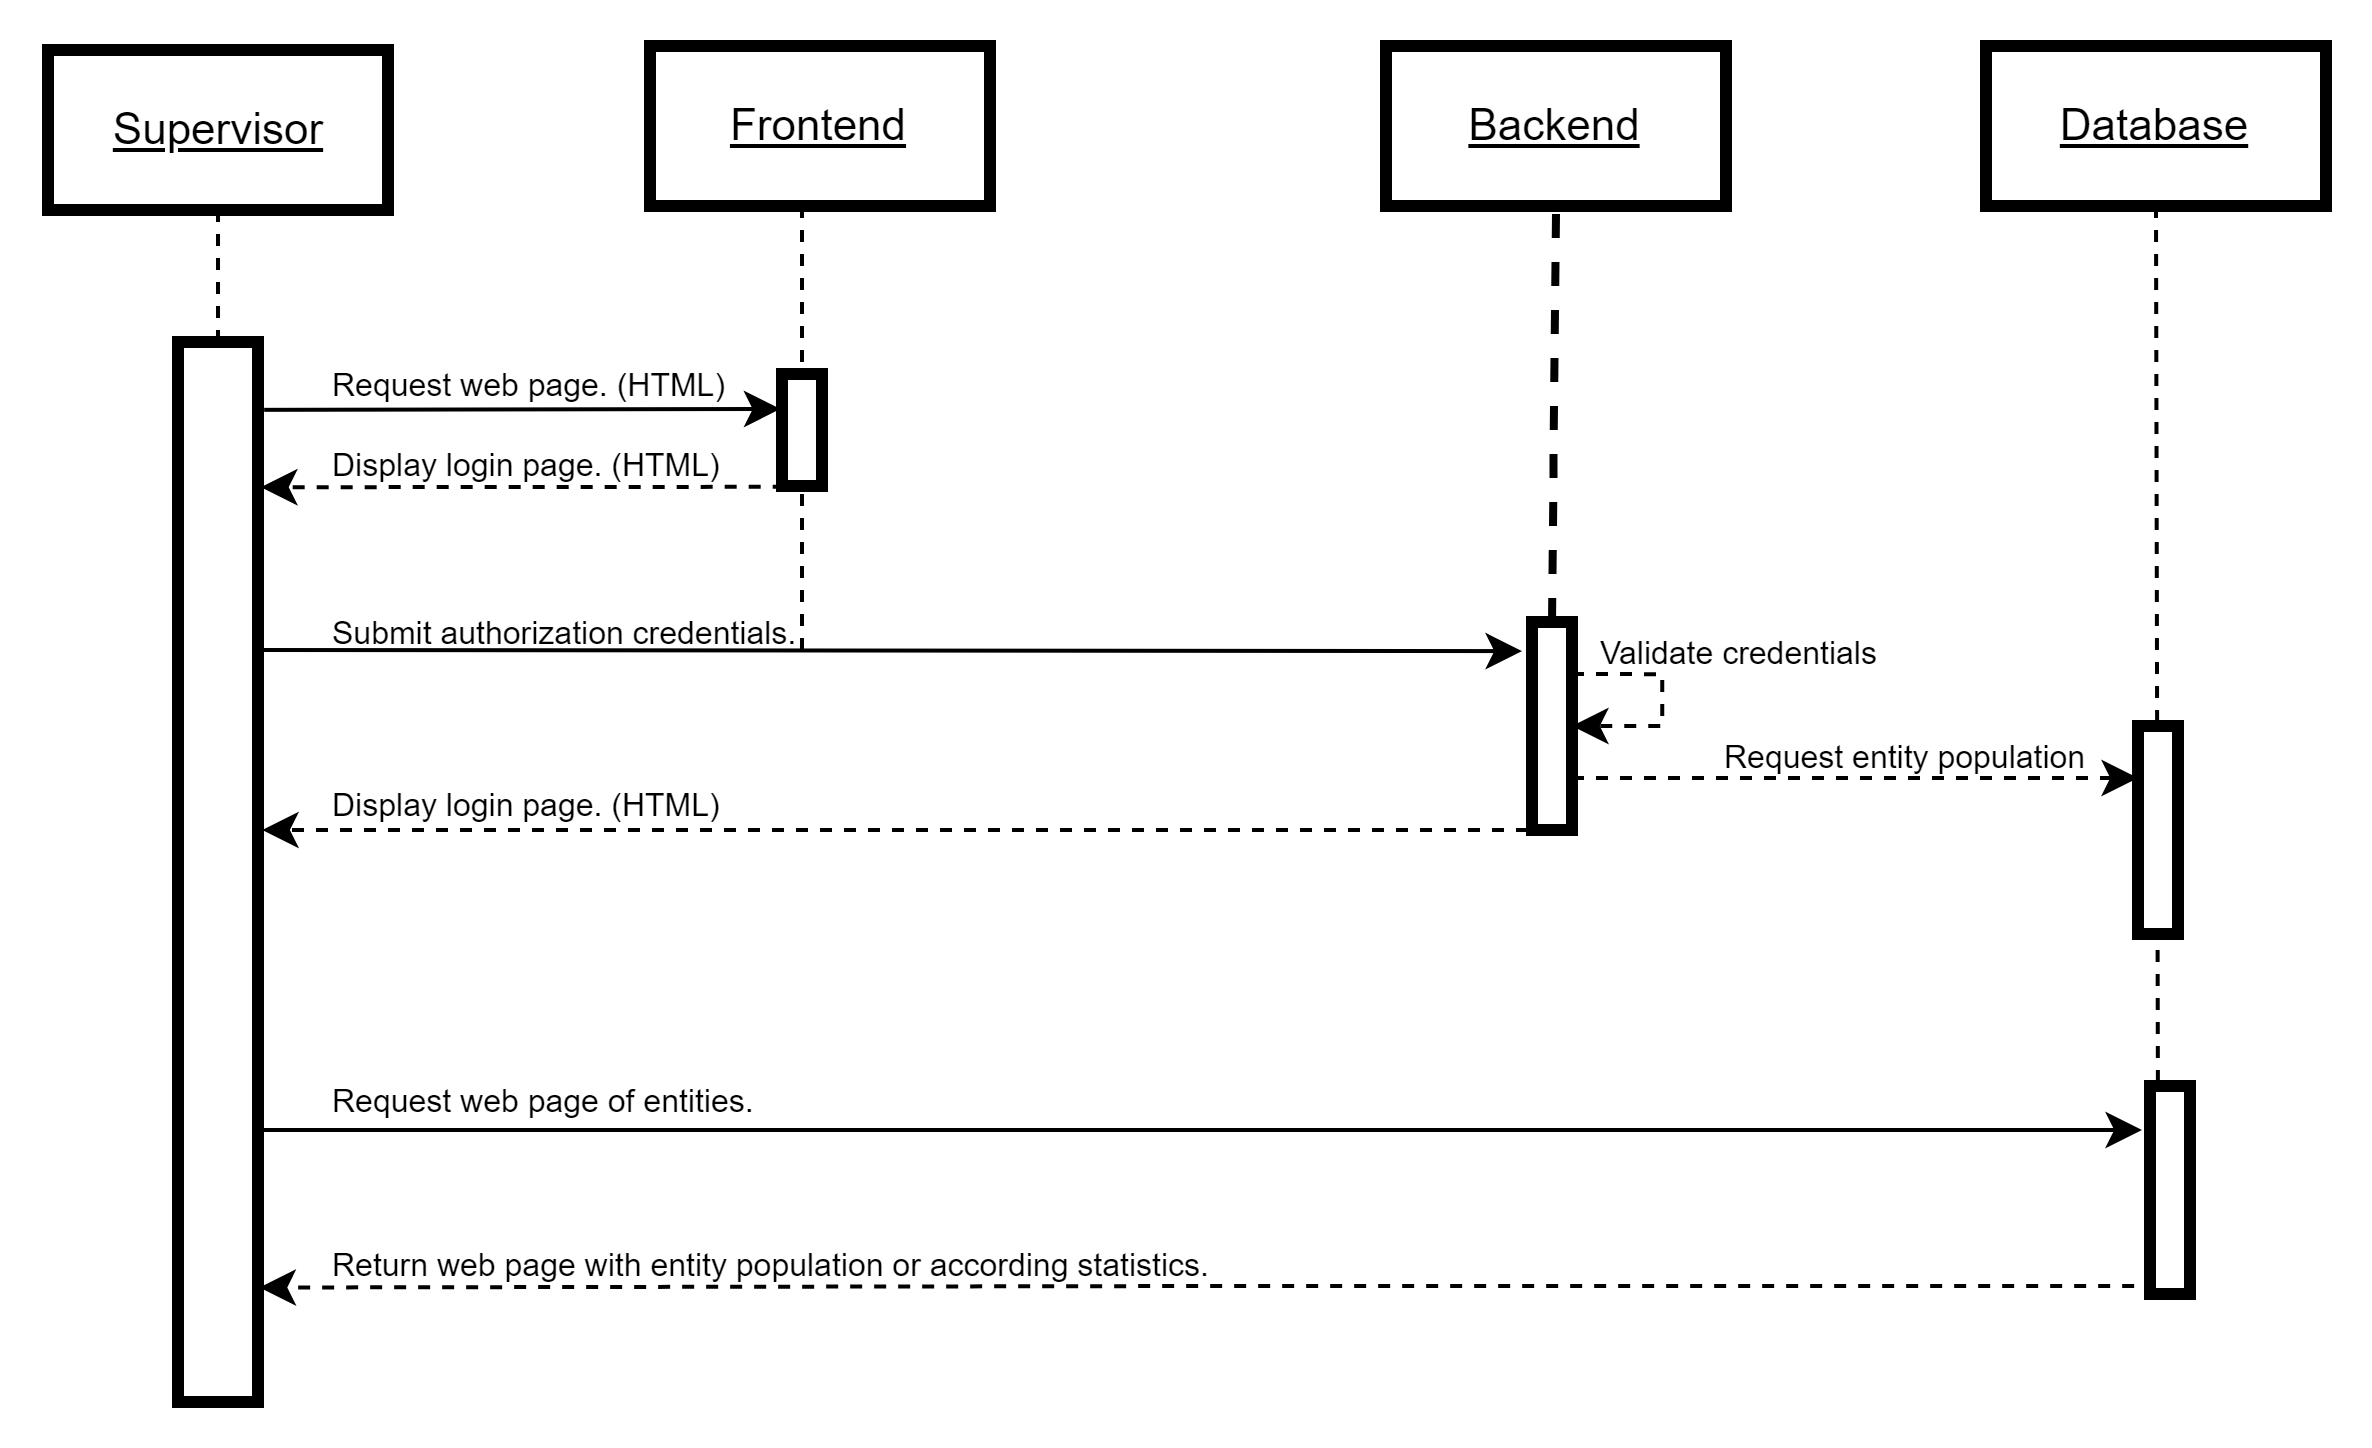 Supervisor
Frontend
Backend
Database
Request web page. (HTML)
Display login page. (HTML)
Submit authorization credentials.
Validate credentials
Request entity population
Display login page. (HTML)
Request web page of entities.
Return web page with entity population or according statistics.